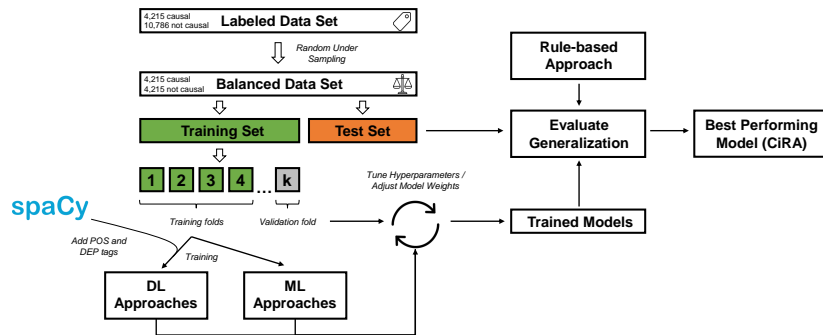 4,215 causal
10,786 not causal
Labeled Data Set
Random Under
Sampling
4,215 causal
4,215 not causal
Balanced Data Set
Training Set
Test Set
Rule-based
Approach
Evaluate
Generalization
Best Performing
Model (CiRA)
1 2 3 4 ... k
Tune Hyperparameters /
Adjust Model Weights
spaCy
Training folds
Validation fold
Trained Models
Add POS and
DEP tags
Training
DL
Approaches
ML
Approaches